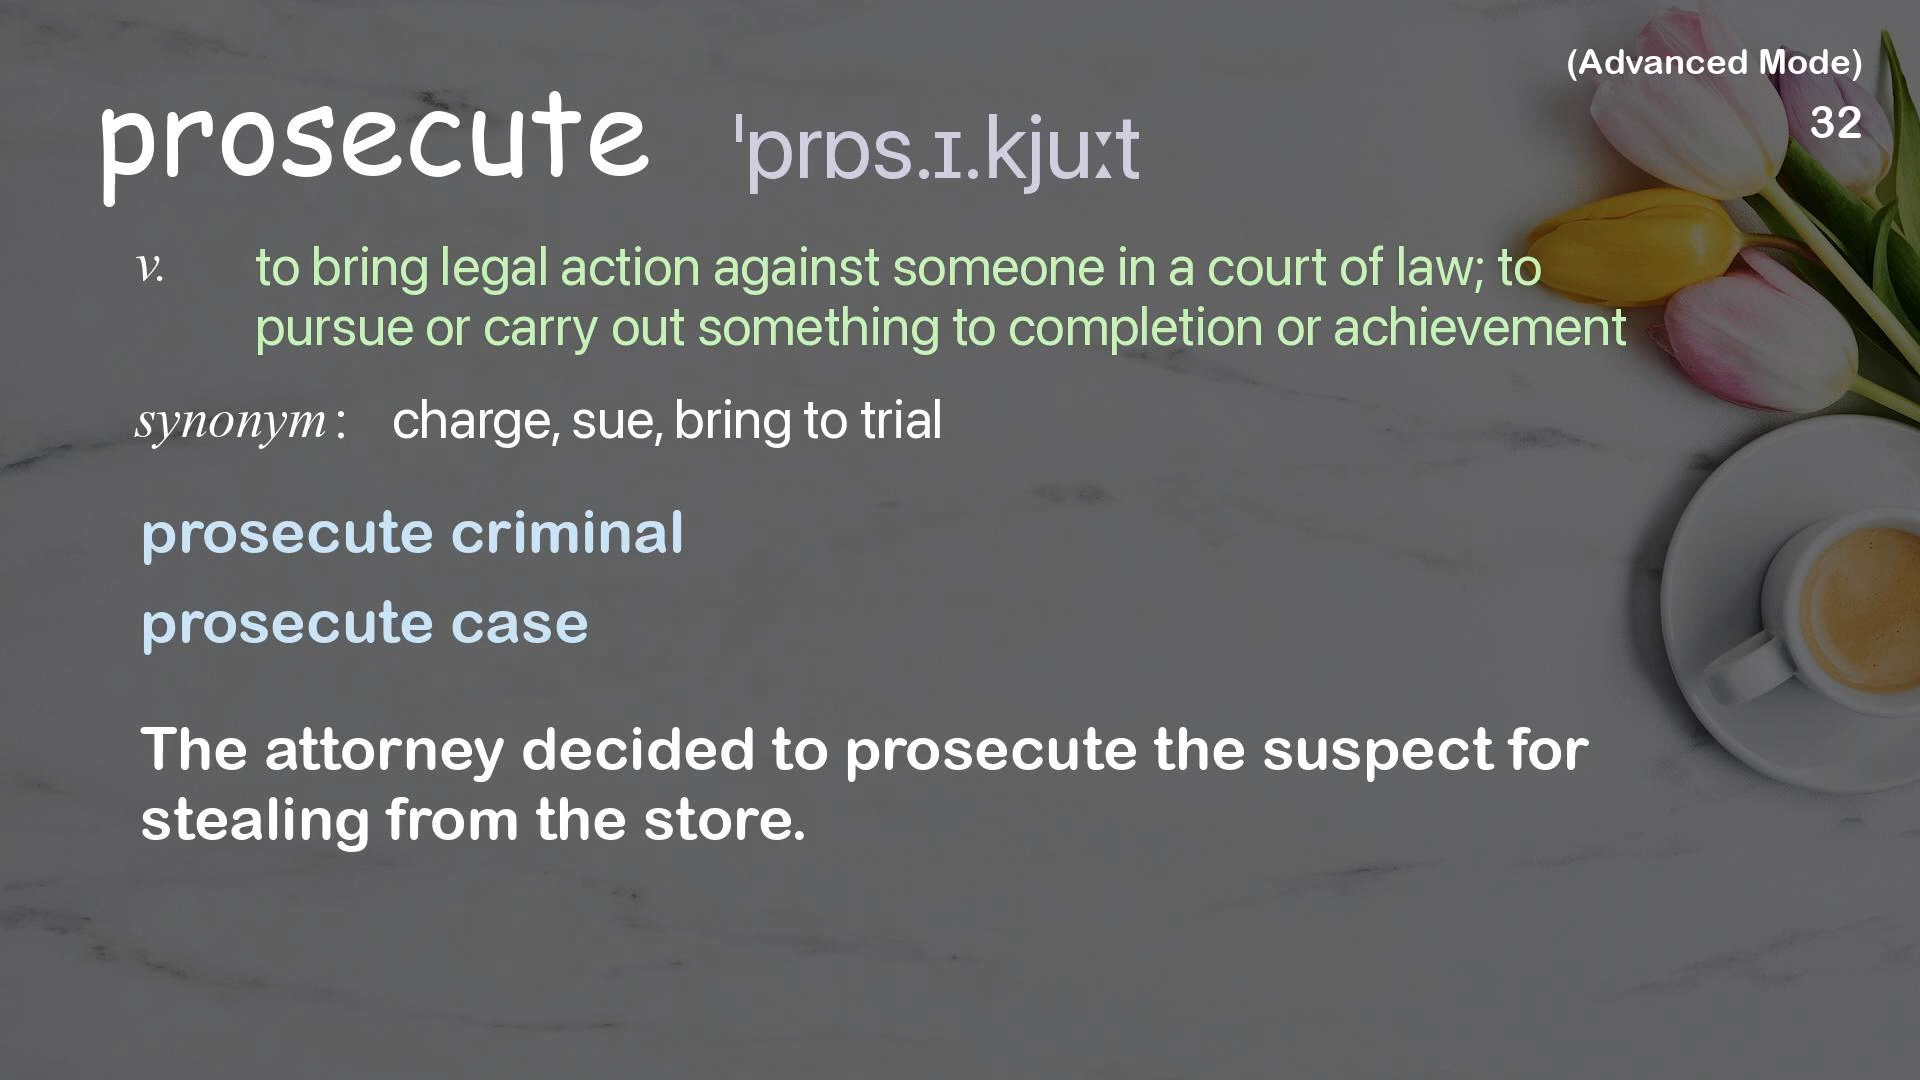 (Advanced Mode)
prosecute ˈprɒs.ɪ.kjuːt
32
v. to bring legal action against someone in a court of law; to
pursue or carry out something to completion or achievement
synonym : charge, sue, bring to trial
prosecute criminal
prosecute case
The attorney decided to prosecute the suspect for
stealing from the store.